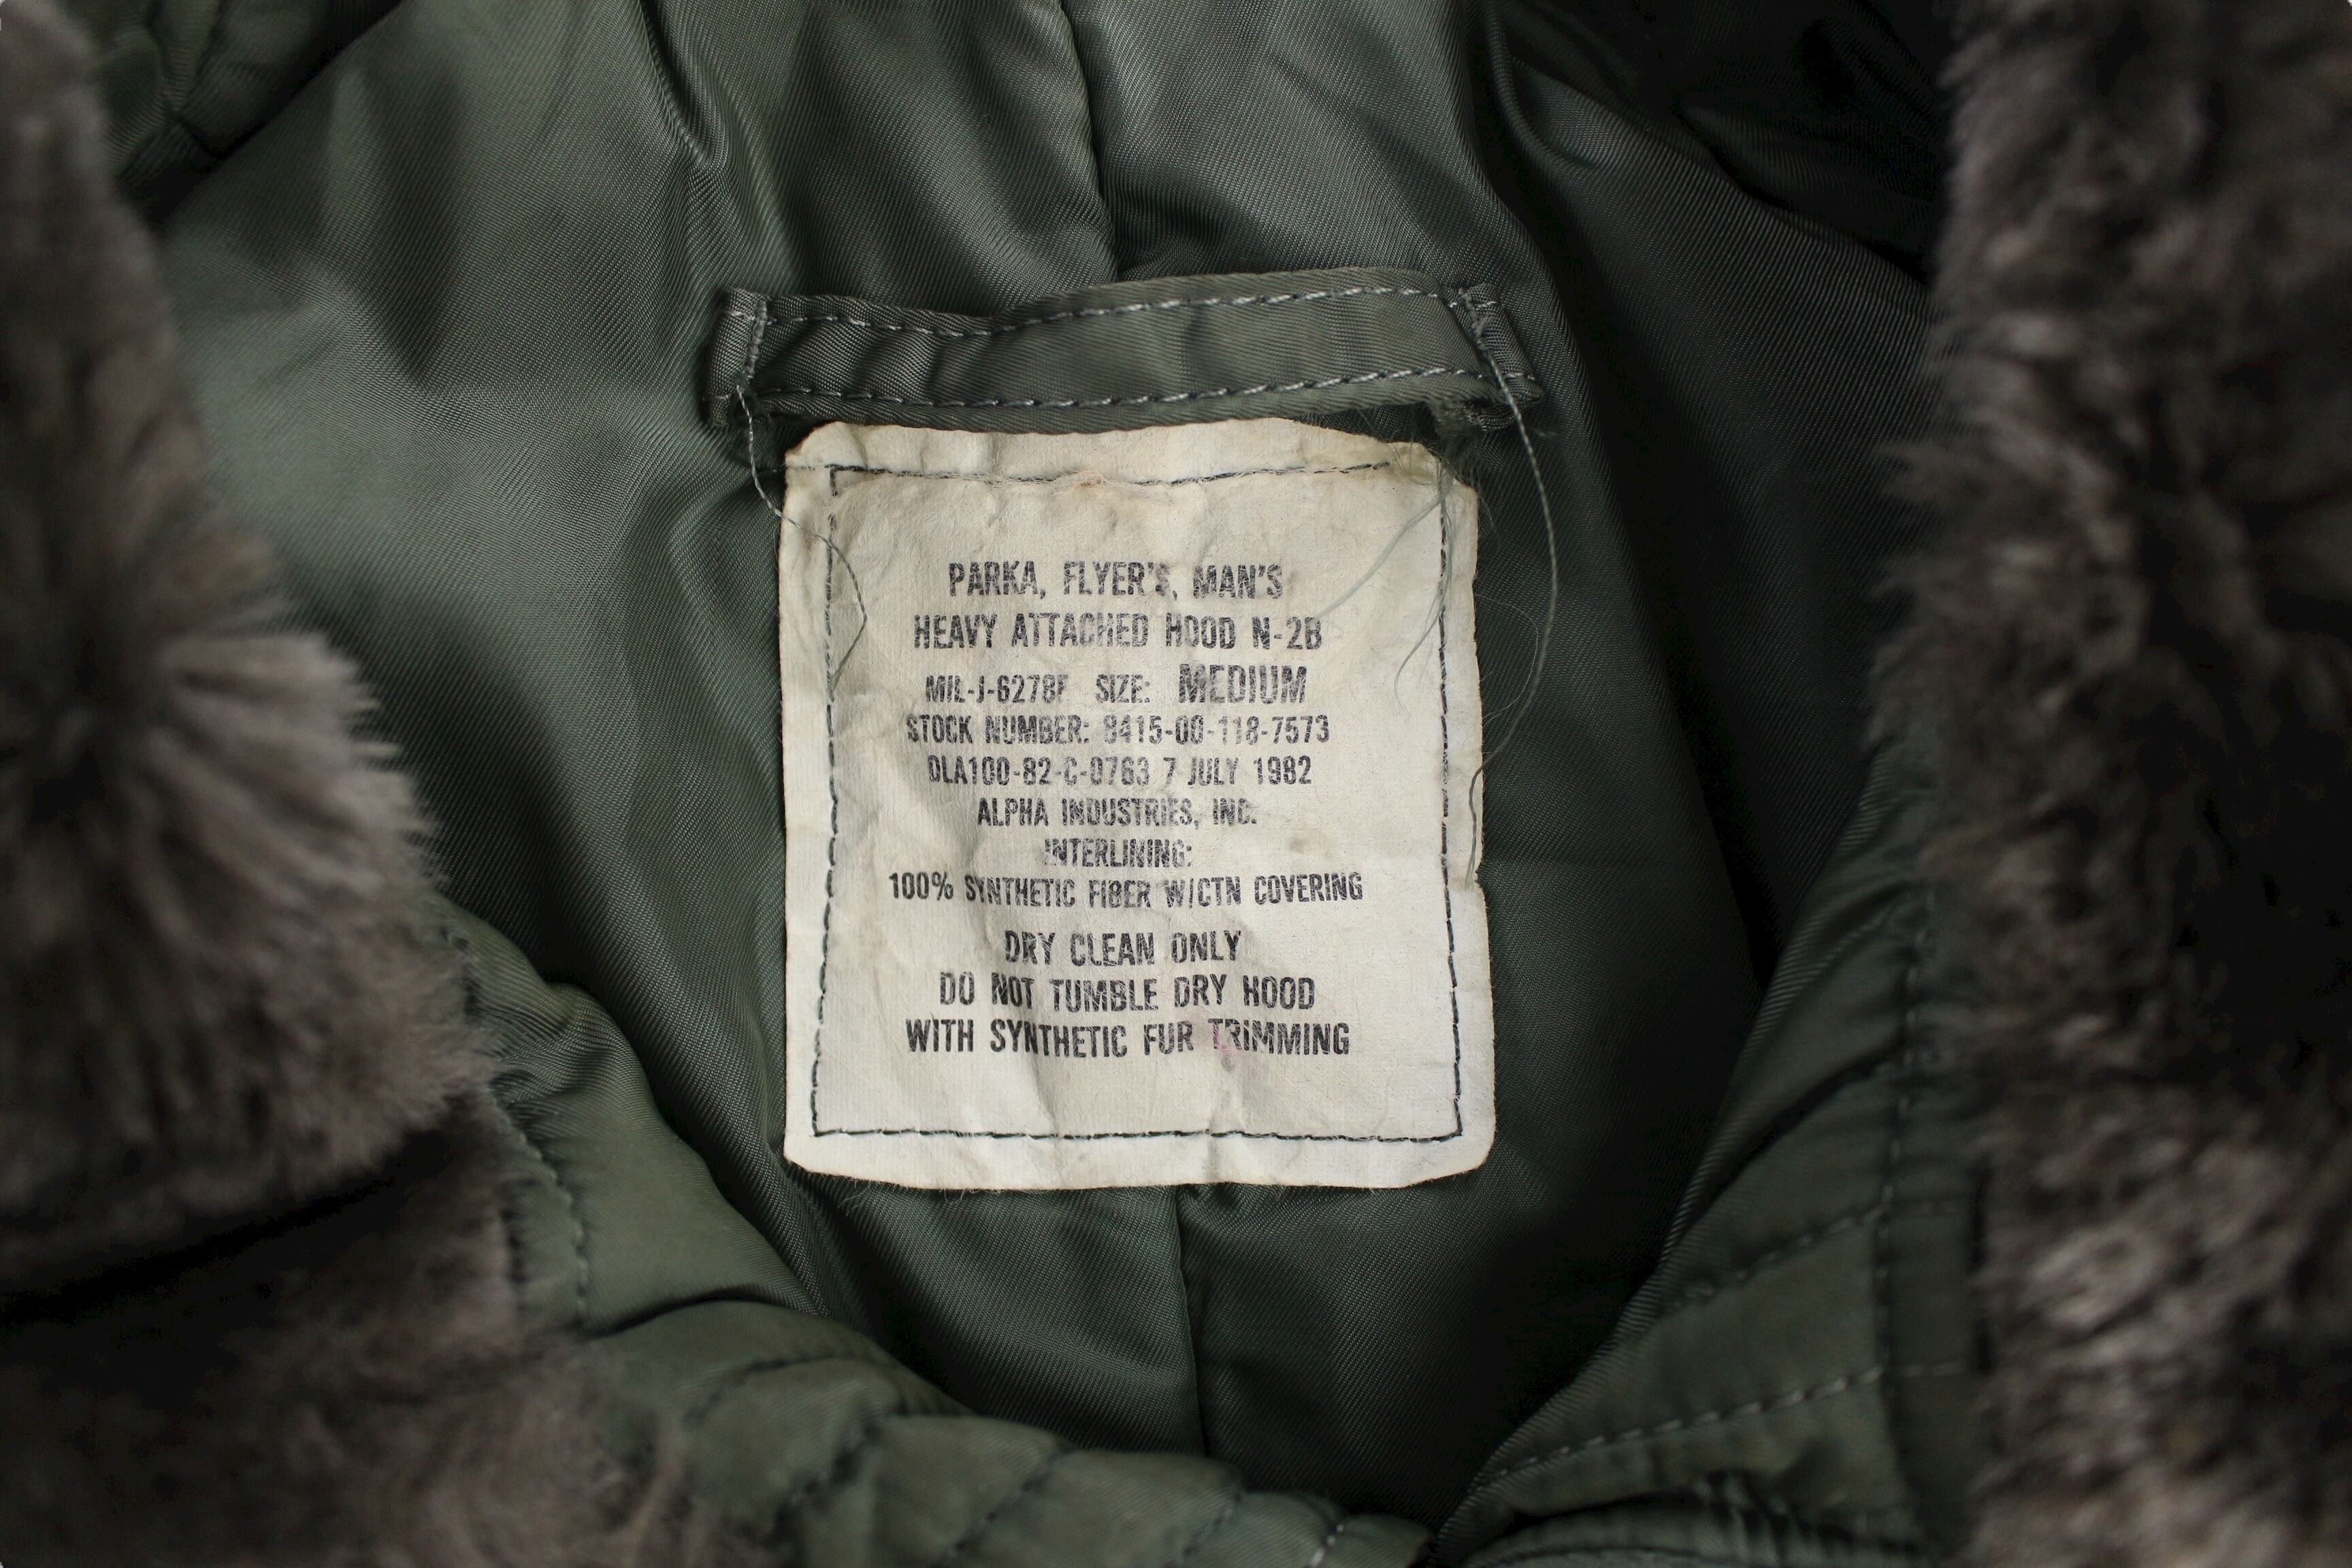 PARKA, FLYER'S, MAN'S
HEAVY ATTACHED HOOD N-2B
MIL-J-6278F SIZE: MEDIUM
STOCK NUMBER: 8415-00-118-7573
DLA100-82-C-0763 7 JULY 1982
ALPHA INDUSTRIES, INC.
INTERLINING:
100% SYNTHETIC FIBER W/CTN COVERING
DRY CLEAN ONLY
DO NOT TUMBLE DRY HOOD
WITH SYNTHETIC FUR TRIMMING